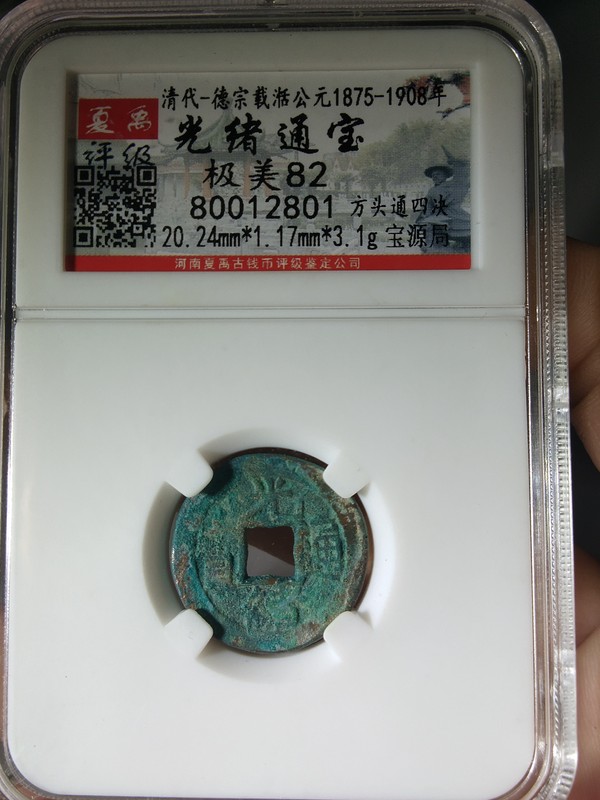 清代-德宗载湉公元1875-1908年
夏禹
评级
光绪通宝
极美82
80012801 方头通四决
20.24mm*1.17mm*3.1g 宝源局
河南夏禹古钱币评级鉴定公司
光
通